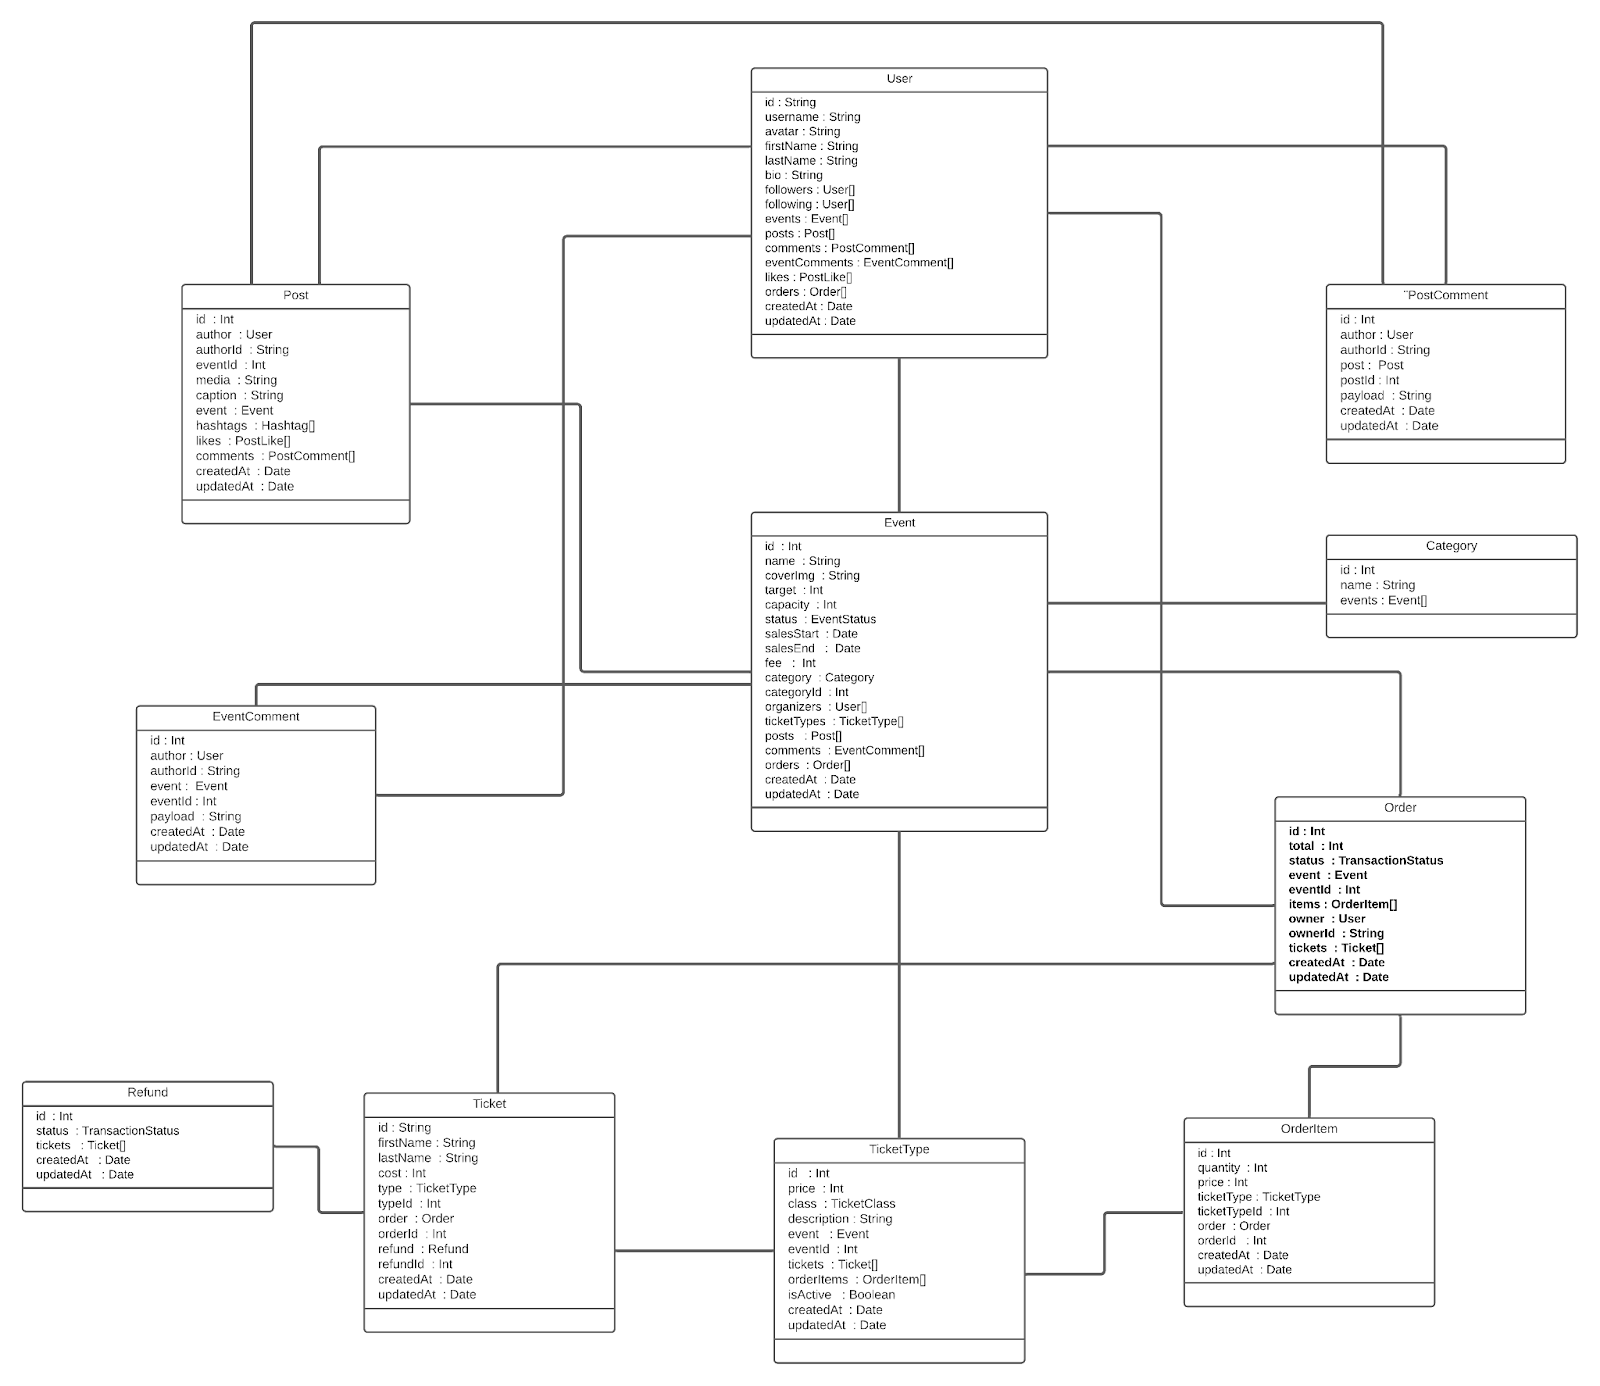 User
id : String
username : String
avatar : String
firstName : String
lastName : String
bio : String
followers : User[]
following : User[]
events : Event[]
posts : Post[]
comments : PostComment[]
eventComments : EventComment[]
likes : PostLike[]
orders : Order[]
createdAt : Date
updatedAt : Date
Post
id : Int
author : User
authorId : String
eventId : Int
media : String
caption : String
event : Event
hashtags : Hashtag[]
likes : PostLike[]
comments : PostComment[]
createdAt : Date
updatedAt : Date
¨PostComment
id : Int
author : User
authorId : String
post : Post
postId : Int
payload : String
createdAt : Date
updatedAt : Date
Event
id : Int
name : String
coverImg : String
target : Int
capacity : Int
status : EventStatus
salesStart : Date
salesEnd : Date
fee : Int
category : Category
categoryId : Int
organizers : User[]
ticketTypes : TicketType[]
posts : Post[]
comments : EventComment[]
orders : Order[]
createdAt : Date
updatedAt : Date
Category
id : Int
name : String
events : Event[]
EventComment
id : Int
author : User
authorId : String
event : Event
eventId : Int
payload : String
createdAt : Date
updatedAt : Date
Order
id : Int
total : Int
status : TransactionStatus
event : Event
eventId : Int
items : OrderItem[]
owner : User
ownerId : String
tickets : Ticket[]
createdAt : Date
updatedAt : Date
Refund
id : Int
status : TransactionStatus
tickets : Ticket[]
createdAt : Date
updatedAt : Date
Ticket
id : String
firstName : String
lastName : String
cost : Int
type : TicketType
typeId : Int
order : Order
orderId : Int
refund : Refund
refundId : Int
createdAt : Date
updatedAt : Date
TicketType
id : Int
price : Int
class : TicketClass
description : String
event : Event
eventId : Int
tickets : Ticket[]
orderItems : OrderItem[]
isActive : Boolean
createdAt : Date
updatedAt : Date
OrderItem
id : Int
quantity : Int
price : Int
ticketType : TicketType
ticketTypeId : Int
order : Order
orderId : Int
createdAt : Date
updatedAt : Date